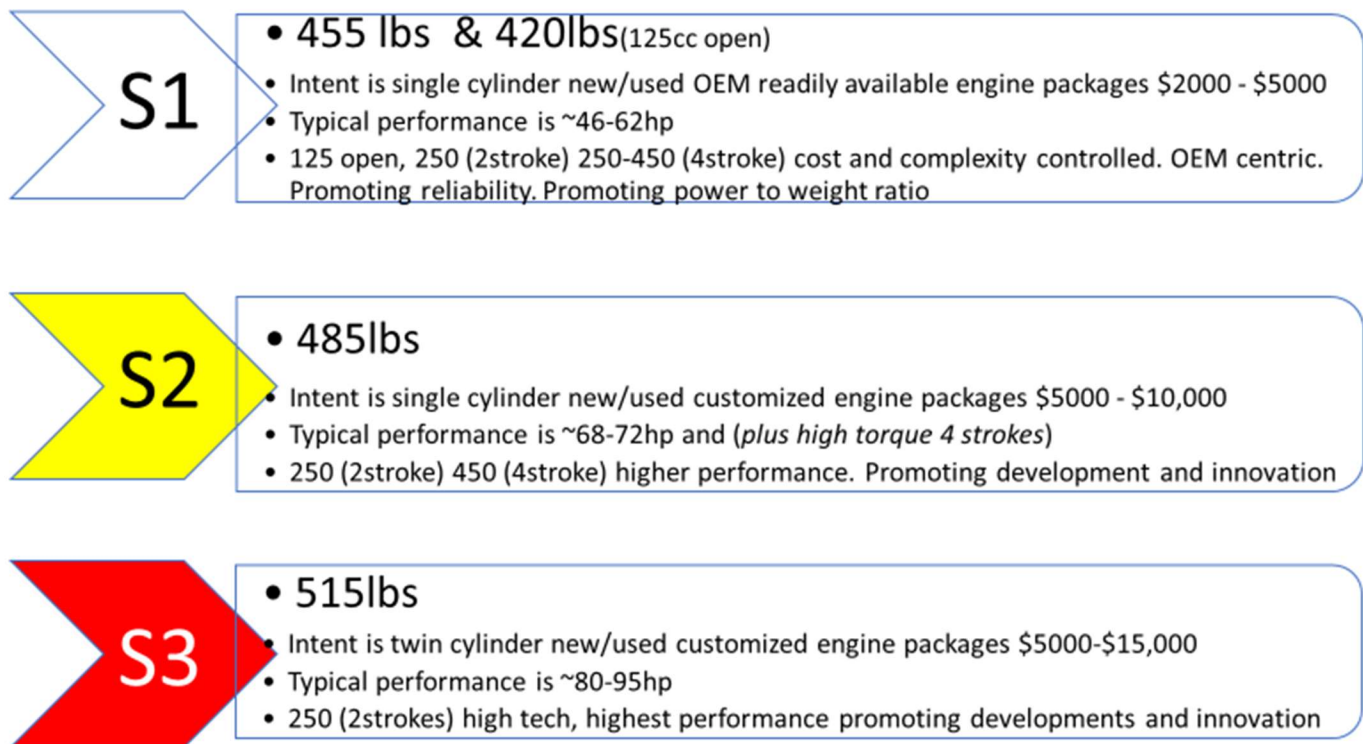 S1
• 455 lbs & 420lbs(125cc open)
• Intent is single cylinder new/used OEM readily available engine packages $2000 - $5000
• Typical performance is ~46-62hp
• 125 open, 250 (2stroke) 250-450 (4stroke) cost and complexity controlled. OEM centric.
Promoting reliability. Promoting power to weight ratio
S2
• 485lbs
• Intent is single cylinder new/used customized engine packages $5000 - $10,000
• Typical performance is ~68-72hp and (plus high torque 4 strokes)
• 250 (2stroke) 450 (4stroke) higher performance. Promoting development and innovation
S3
• 515lbs
• Intent is twin cylinder new/used customized engine packages $5000-$15,000
• Typical performance is ~80-95hp
• 250 (2strokes) high tech, highest performance promoting developments and innovation